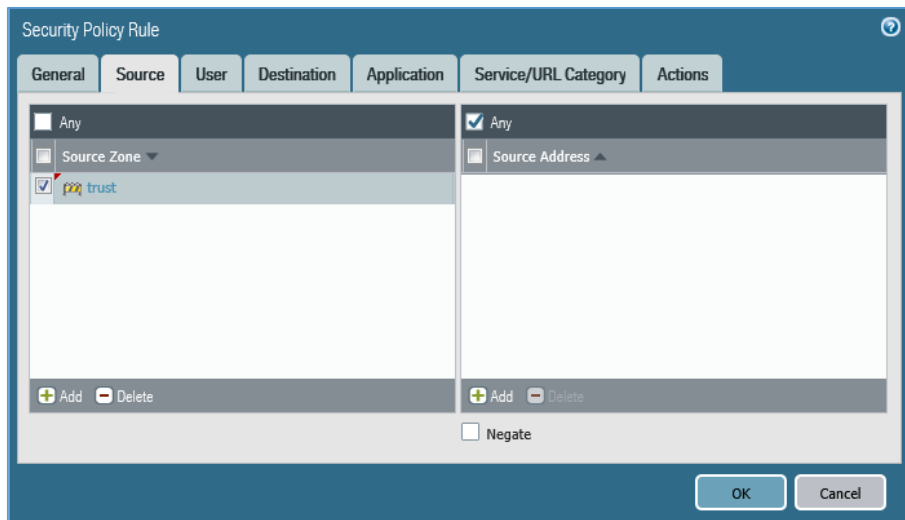 Security Policy Rule
General Source User Destination Application Service/URL Category Actions
Any
Source Zone
trust
Add Delete
Any
Source Address
Add Delete
Negate
OK Cancel